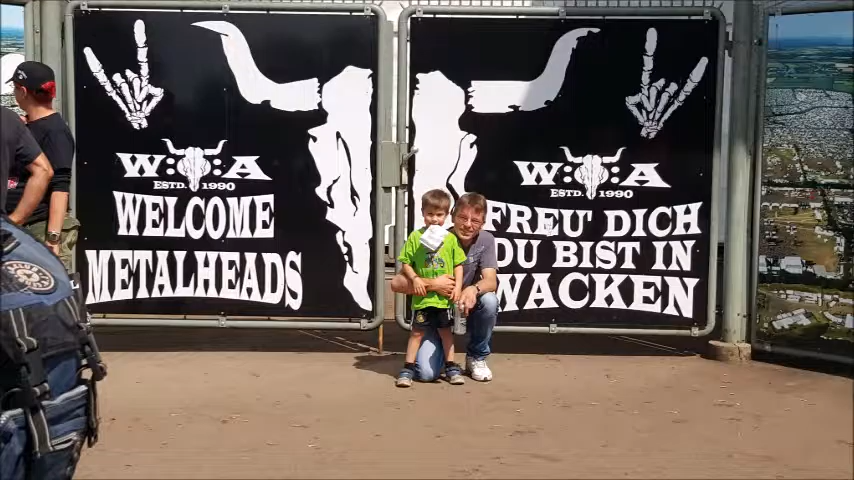 W:O:A
ESTD. 1990
WELCOME
METALHEADS
W:O:A
ESTD. 1990
FREU' DICH
DU BIST IN
WACKEN